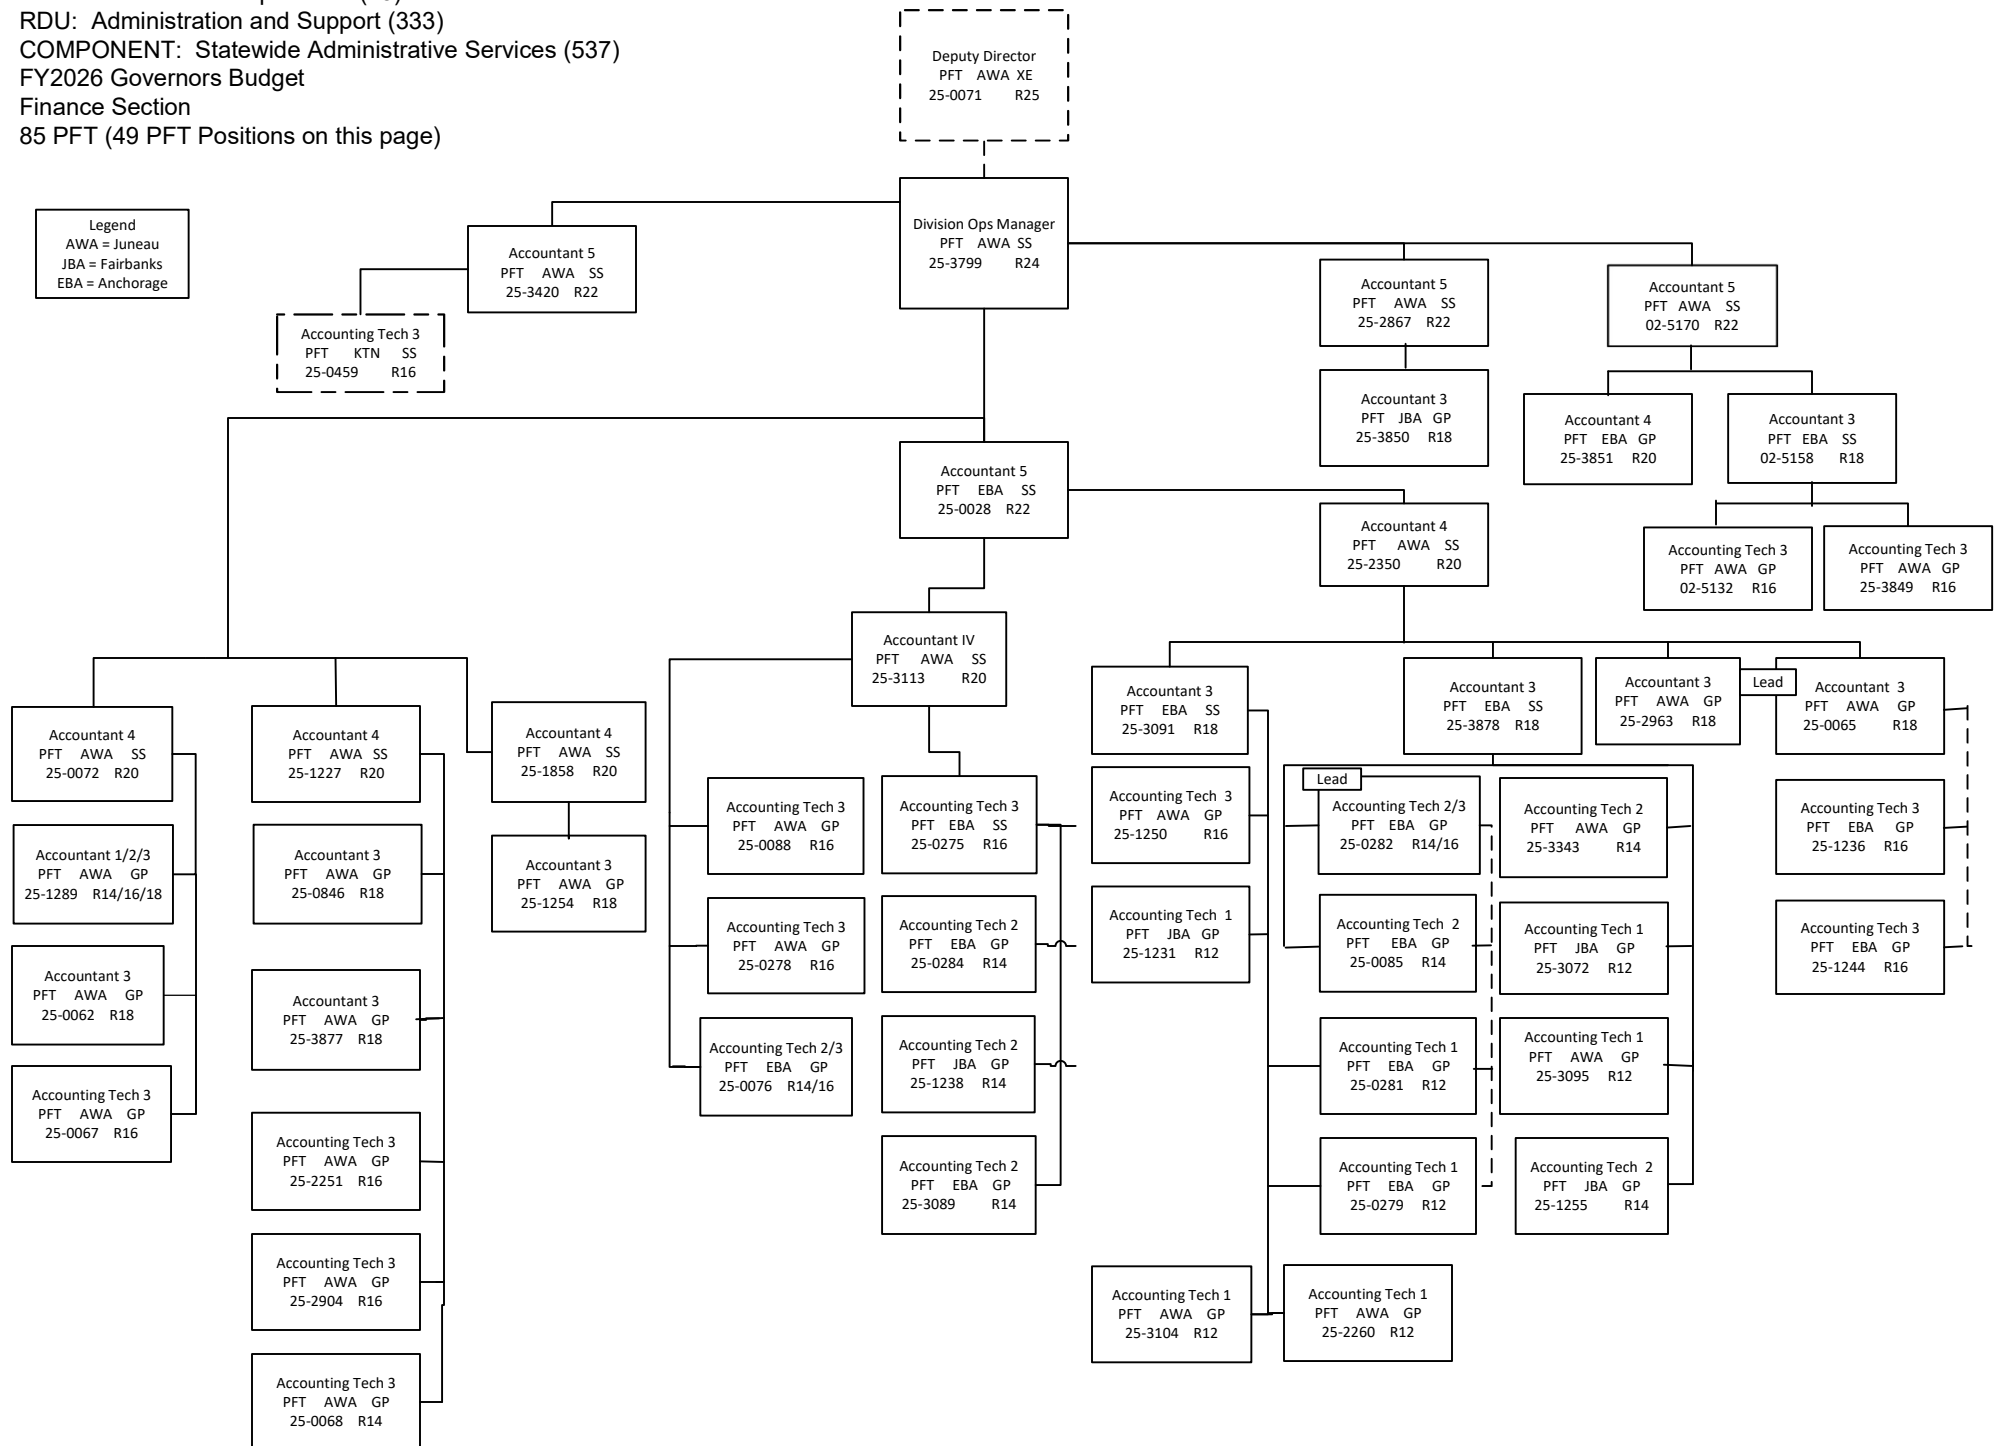 RDU: Administration and Support (333)
COMPONENT: Statewide Administrative Services (537)
FY2026 Governors Budget
Finance Section
85 PFT (49 PFT Positions on this page)
Deputy Director
PFT AWA XE
25-0071 R25
Legend
AWA = Juneau
JBA = Fairbanks
EBA = Anchorage
Division Ops Manager
PFT AWA SS
25-3799 R24
Accountant 5
PFT AWA SS
25-3420 R22
Accounting Tech 3
PFT KTN SS
25-0459 R16
Accountant 5
PFT AWA SS
25-2867 R22
Accountant 5
PFT AWA SS
02-5170 R22
Accountant 3
PFT JBA GP
25-3850 R18
Accountant 4
PFT EBA GP
25-3851 R20
Accountant 3
PFT EBA SS
02-5158 R18
Accountant 5
PFT EBA SS
25-0028 R22
Accountant 4
PFT AWA SS
25-2350 R20
Accounting Tech 3
PFT AWA GP
02-5132 R16
Accounting Tech 3
PFT AWA GP
25-3849 R16
Accountant IV
PFT AWA SS
25-3113 R20
Accountant 4
PFT AWA SS
25-0072 R20
Accountant 1/2/3
PFT AWA GP
25-1289 R14/16/18
Accountant 3
PFT AWA GP
25-0062 R18
Accounting Tech 3
PFT AWA GP
25-0067 R16
Accountant 4
PFT AWA SS
25-1227 R20
Accountant 3
PFT AWA GP
25-0846 R18
Accountant 3
PFT AWA GP
25-3877 R18
Accounting Tech 3
PFT AWA GP
25-2251 R16
Accounting Tech 3
PFT AWA GP
25-2904 R16
Accounting Tech 3
PFT AWA GP
25-0068 R14
Accountant 4
PFT AWA SS
25-1858 R20
Accountant 3
PFT AWA GP
25-1254 R18
Accounting Tech 3
PFT AWA GP
25-0088 R16
Accounting Tech 3
PFT AWA GP
25-0278 R16
Accounting Tech 2/3
PFT EBA GP
25-0076 R14/16
Accounting Tech 3
PFT EBA SS
25-0275 R16
Accounting Tech 2
PFT EBA GP
25-0284 R14
Accounting Tech 2
PFT JBA GP
25-1238 R14
Accounting Tech 2
PFT EBA GP
25-3089 R14
Accountant 3
PFT EBA SS
25-3091 R18
Accounting Tech 3
PFT AWA GP
25-1250 R16
Accounting Tech 1
PFT JBA GP
25-1231 R12
Accounting Tech 1
PFT AWA GP
25-3104 R12
Accounting Tech 1
PFT AWA GP
25-2260 R12
Accountant 3
PFT EBA SS
25-3878 R18
Lead
Accounting Tech 2/3
PFT EBA GP
25-0282 R14/16
Accounting Tech 2
PFT EBA GP
25-0085 R14
Accounting Tech 1
PFT EBA GP
25-0281 R12
Accounting Tech 1
PFT EBA GP
25-0279 R12
Accounting Tech 2
PFT AWA GP
25-3343 R14
Accounting Tech 1
PFT JBA GP
25-3072 R12
Accounting Tech 1
PFT AWA GP
25-3095 R12
Accounting Tech 2
PFT JBA GP
25-1255 R14
Accountant 3
PFT AWA GP
25-2963 R18
Lead
Accountant 3
PFT AWA GP
25-0065 R18
Accounting Tech 3
PFT EBA GP
25-1236 R16
Accounting Tech 3
PFT EBA GP
25-1244 R16